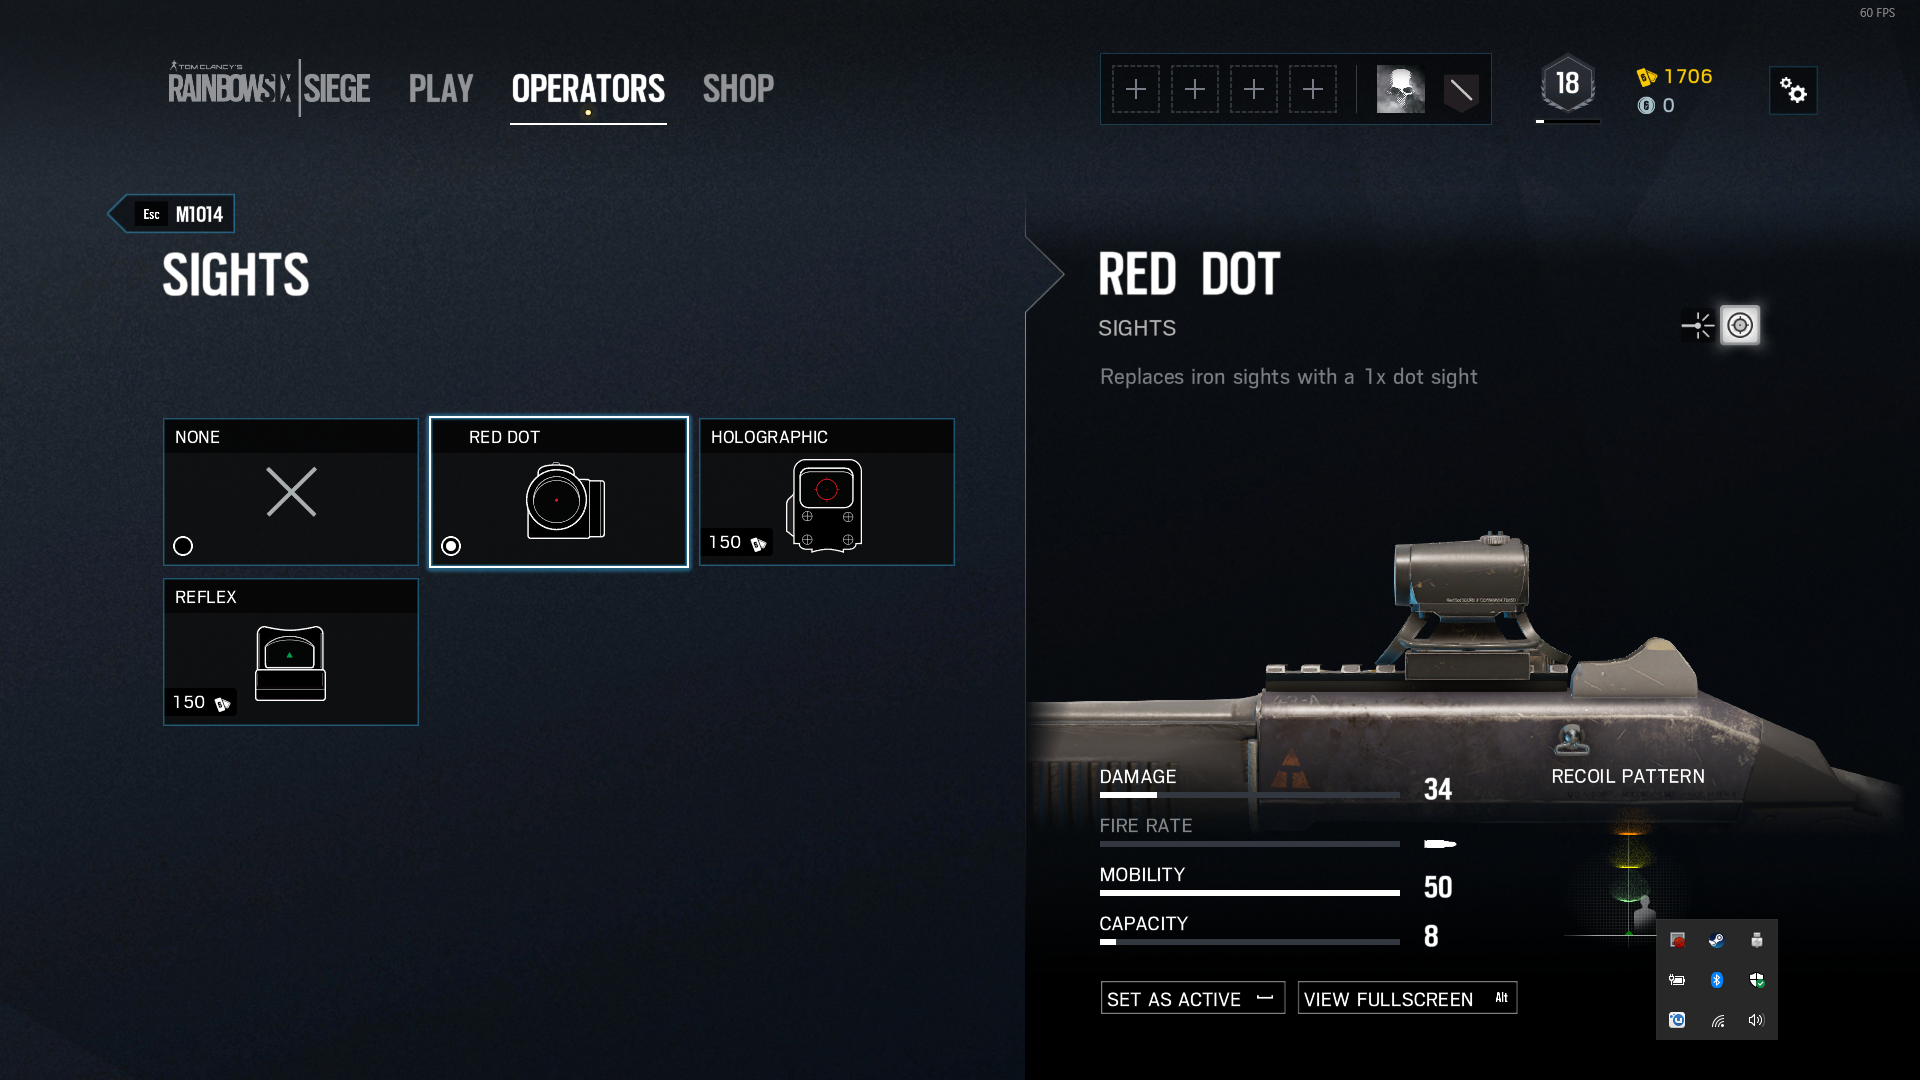 60 FPS
TOM CLANCY'S
RAINBOWSIX | SIEGE
PLAY
OPERATORS
SHOP
18
1706
0
Esc M1014
SIGHTS
RED DOT
SIGHTS
Replaces iron sights with a 1x dot sight
NONE
RED DOT
HOLOGRAPHIC
150
REFLEX
150
DAMAGE
34
RECOIL PATTERN
FIRE RATE
MOBILITY
50
CAPACITY
8
SET AS ACTIVE
VIEW FULLSCREEN Alt